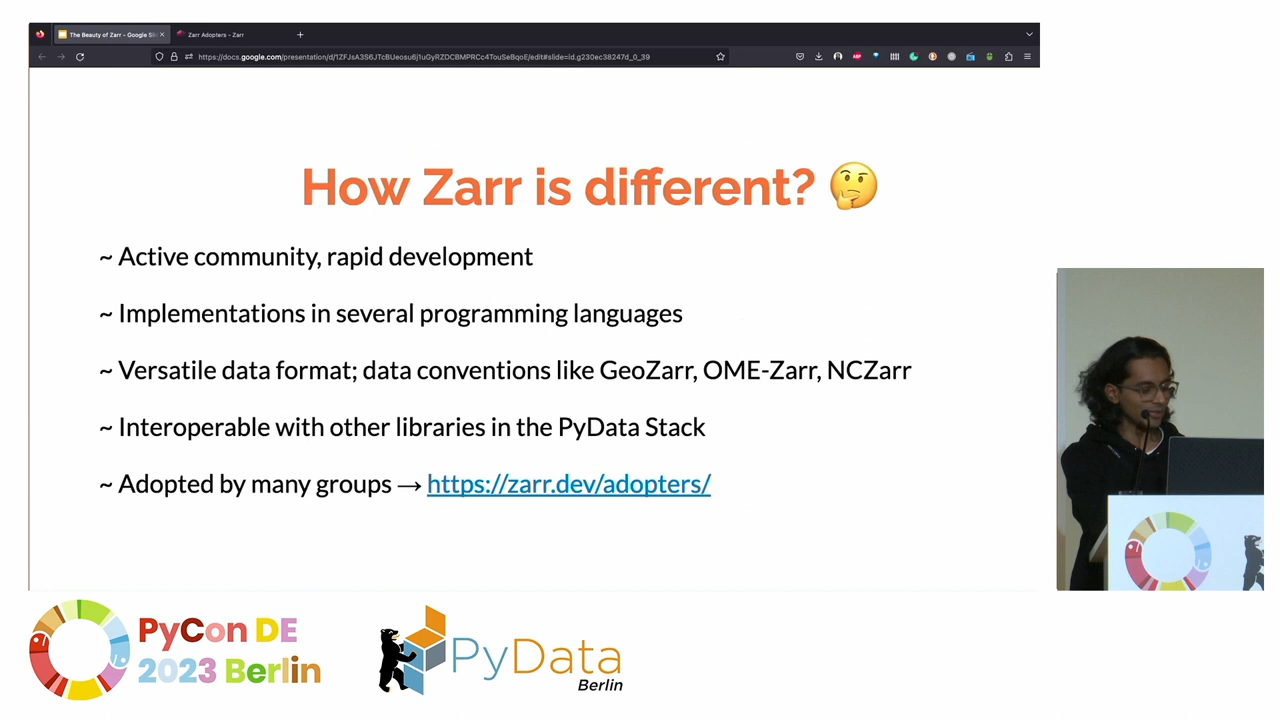 The Beauty of Zarr - Google Sli
Zarr Adopters - Zarr
https://docs.google.com/presentation/d/1ZFJsA3S6JTcBUeosu6j1uGyRZDCBMPRCc4TouSeBqoE/edit#slide=id.g230ec38247d_0_39
How Zarr is different? 🤔
~ Active community, rapid development
~ Implementations in several programming languages
~ Versatile data format; data conventions like GeoZarr, OME-Zarr, NCZarr
~ Interoperable with other libraries in the PyData Stack
~ Adopted by many groups → https://zarr.dev/adopters/
PyCon DE
2023 Berlin
PyData
Berlin